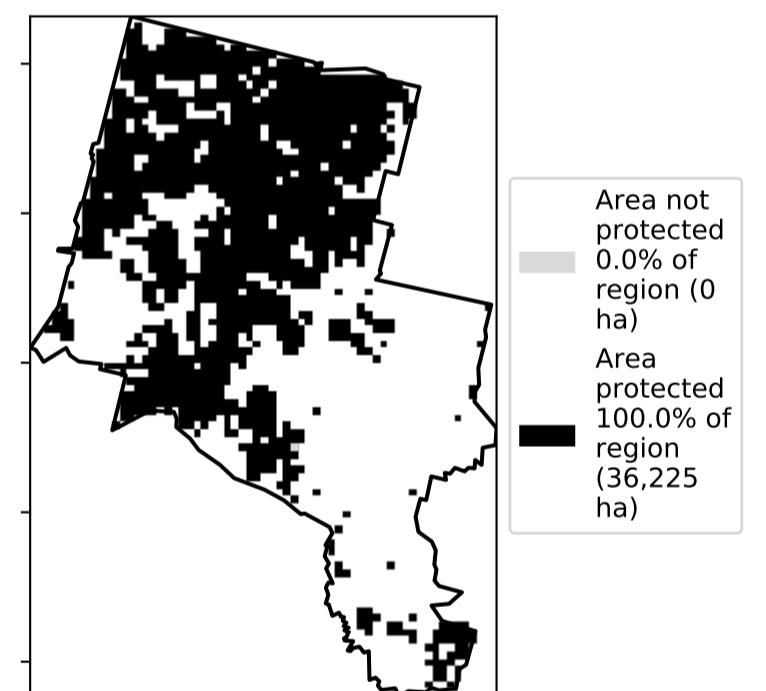 Area not
protected
0.0% of
region (0
ha)
Area
protected
100.0% of
region
(36,225
ha)